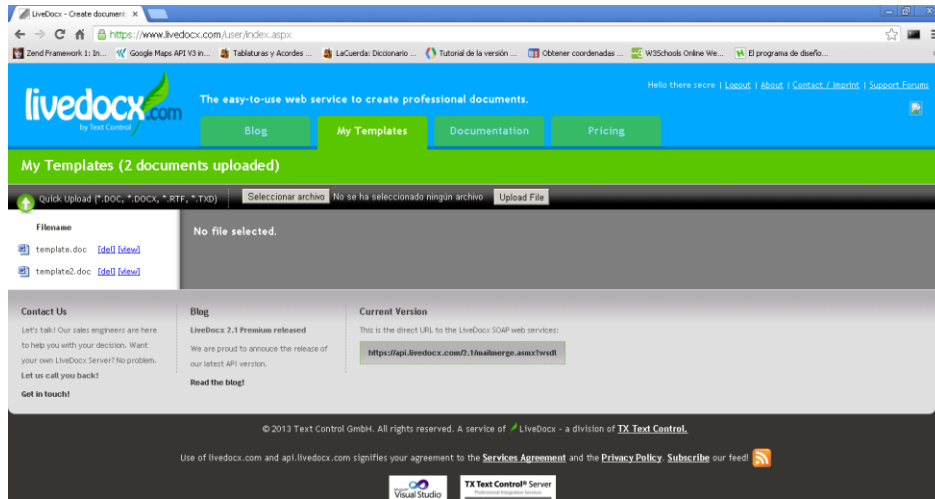 LiveDocx - Create document:
https://www.livedocx.com/user/index.aspx
Zend Framework 1: In... Google Maps API V3 in... Tablaturas y Acordes ... LaCuerda: Diccionario ... Tutorial de la versión ... Obtener coordenadas ... W3Schools Online We... El programa de diseño...
Hello there secre | Logout | About | Contact / Imprint | Support Forums
livedocx.com
by Text Control
The easy-to-use web service to create professional documents.
Blog My Templates Documentation Pricing
My Templates (2 documents uploaded)
Quick Upload (*.DOC, *.DOCX, *.RTF, *.TXD) Seleccionar archivo No se ha seleccionado ningún archivo Upload File
Filename
No file selected.
template.doc [del] [view]
template2.doc [del] [view]
Contact Us
Let's talk! Our sales engineers are here
to help you with your decision. Want
your own LiveDocx Server? No problem.
Let us call you back!
Get in touch!
Blog
LiveDocx 2.1 Premium released
We are proud to annouce the release of
our latest API version.
Read the blog!
Current Version
This is the direct URL to the LiveDocx SOAP web services:
https://api.livedocx.com/2.1/mailmerge.asmx?wsdl
© 2013 Text Control GmbH. All rights reserved. A service of LiveDocx - a division of TX Text Control.
Use of livedocx.com and api.livedocx.com signifies your agreement to the Services Agreement and the Privacy Policy. Subscribe our feed!
Visual Studio
TX Text Control® Server